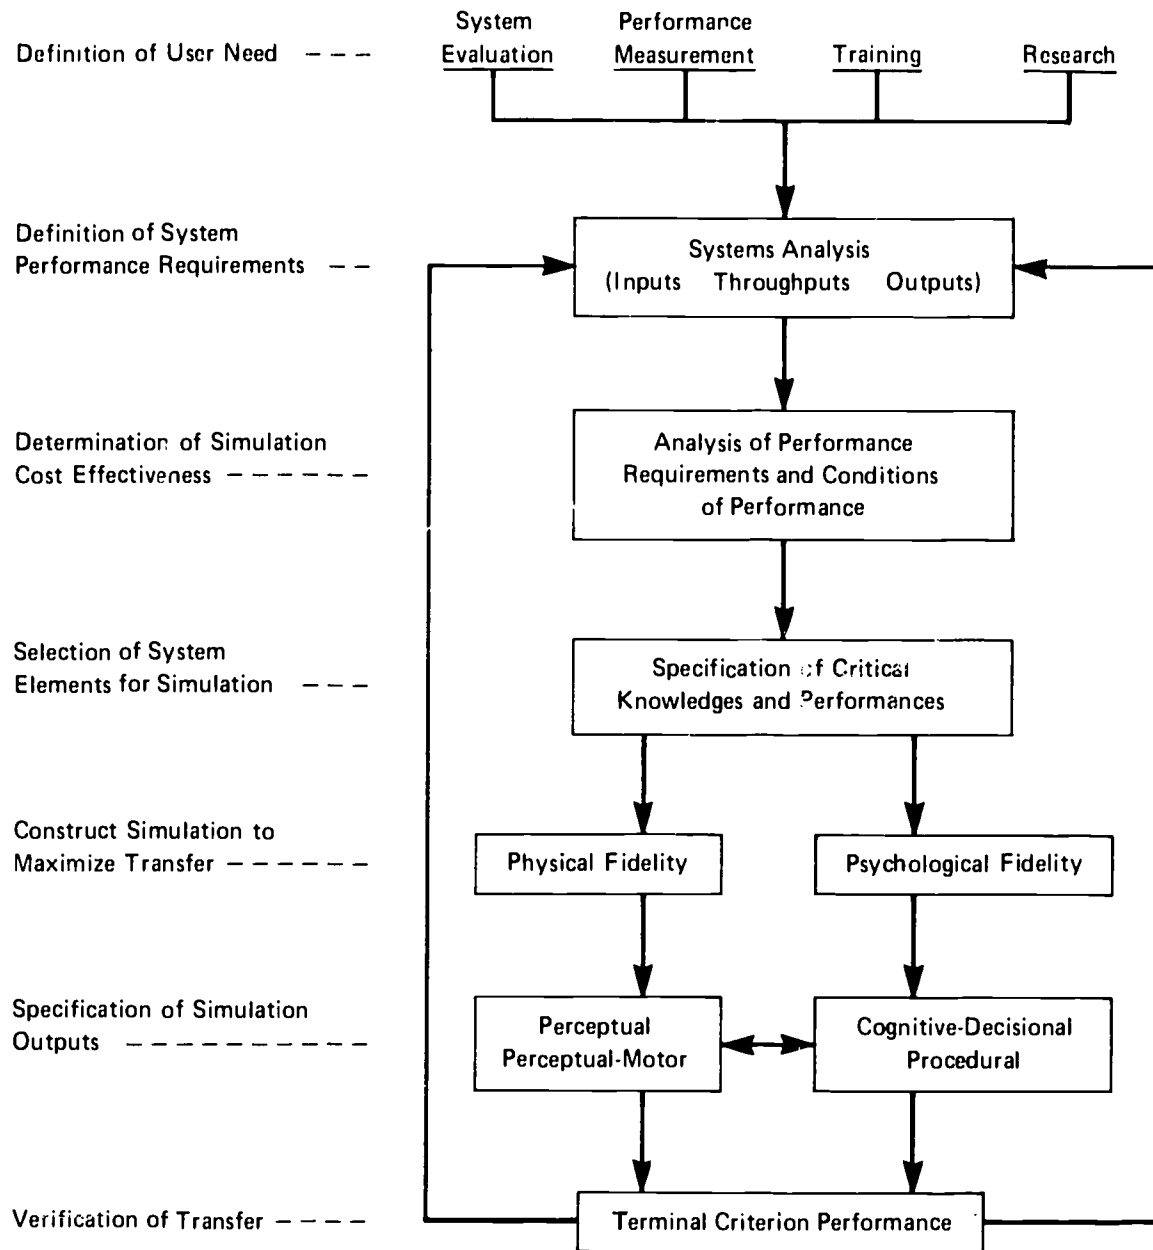 System
Evaluation
Performance
Measurement
Definition of User Need - - -
Training
Research
Definition of System
Performance Requirements - -
Systems Analysis
(Inputs Throughputs Outputs)
Determination of Simulation
Cost Effectiveness - - - - - -
Analysis of Performance
Requirements and Conditions
of Performance
Selection of System
Elements for Simulation - - -
Specification of Critical
Knowledges and Performances
Construct Simulation to
Maximize Transfer - - - - -
Physical Fidelity
Psychological Fidelity
Specification of Simulation
Outputs - - - - - - - - - -
Perceptual
Perceptual-Motor
Cognitive-Decisional
Procedural
Verification of Transfer - - - -
Terminal Criterion Performance